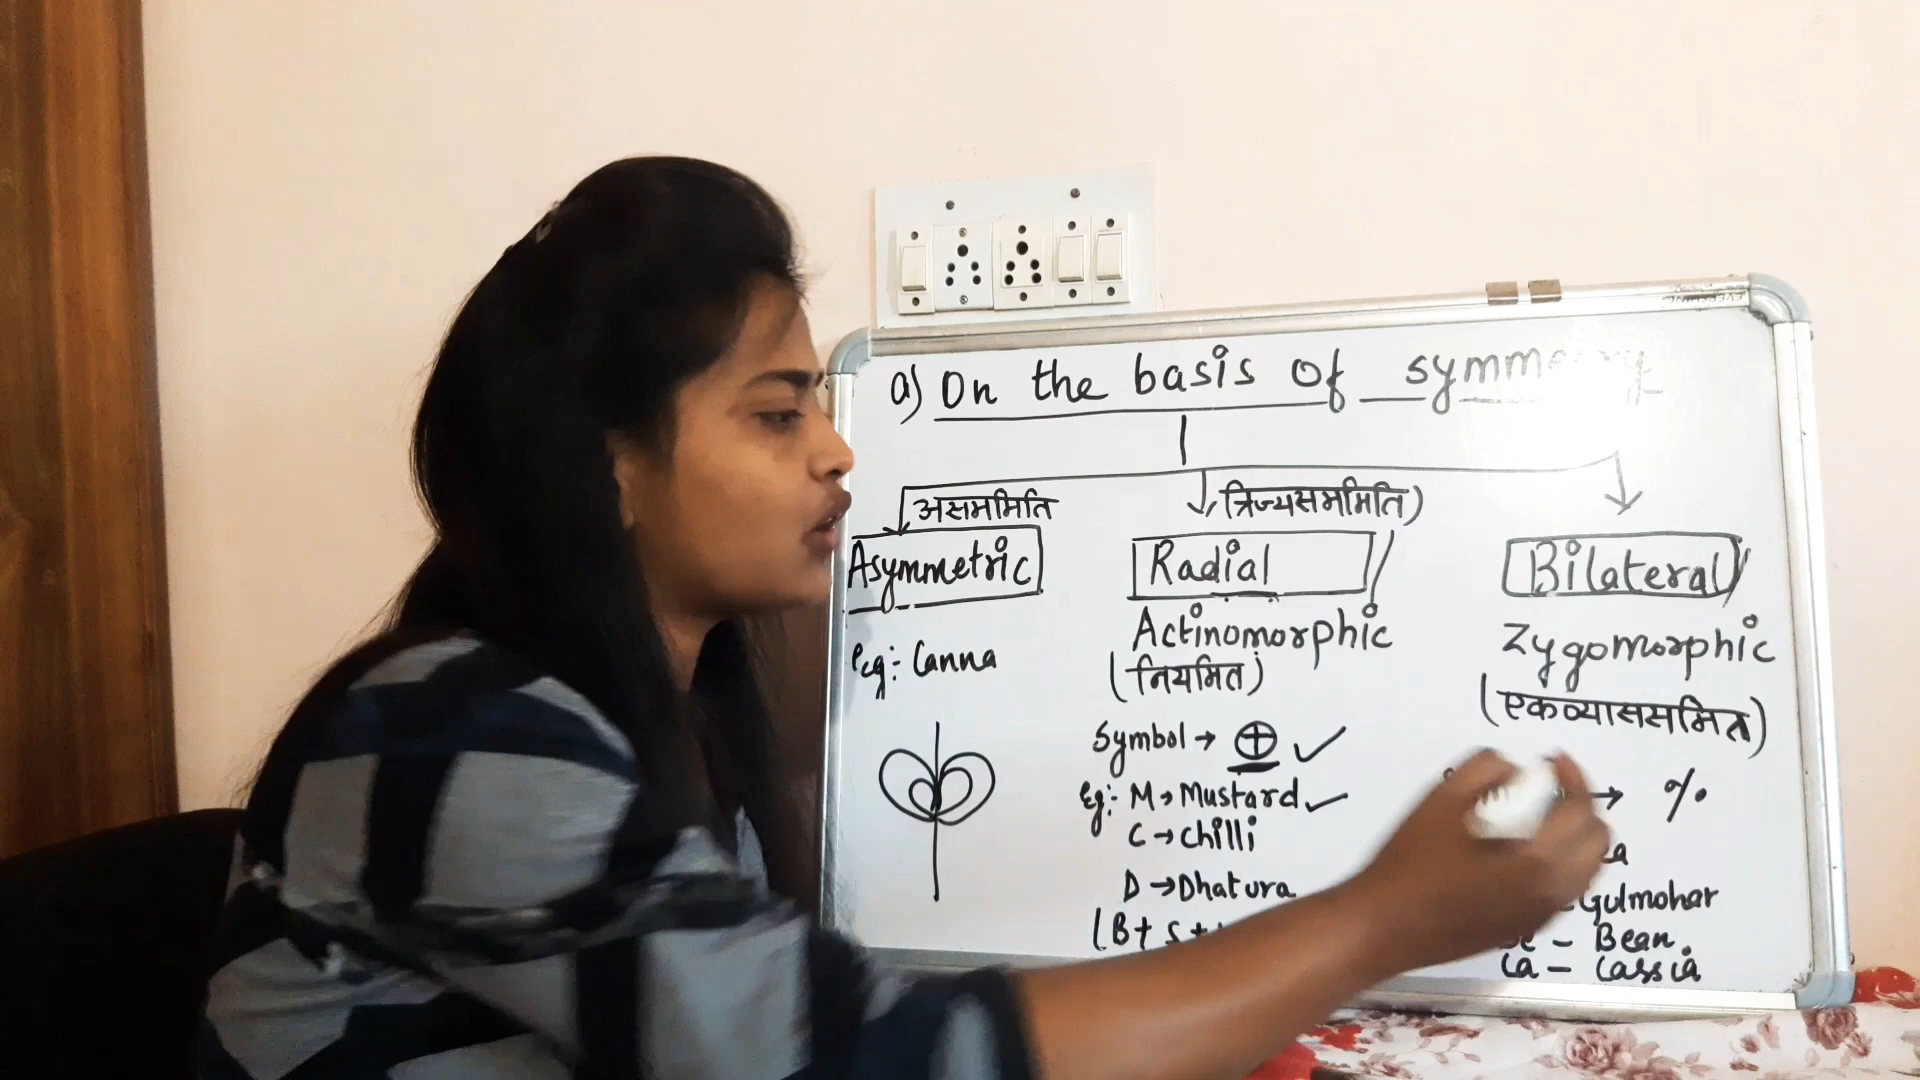 a) On the basis of symmetry
असममिति
त्रिज्यसममिति)
Asymmetric
Radial
Bilateral
eg:- Canna
Actinomorphic
(नियमित)
Symbol → ⊕ ✓
Eg:- M → Mustard ✓
C → chilli
D → Dhatura
(B+ S+
Zygomorphic
(एकव्याससममित)
→ %
Gulmohar
- Bean
Ca - Cassia